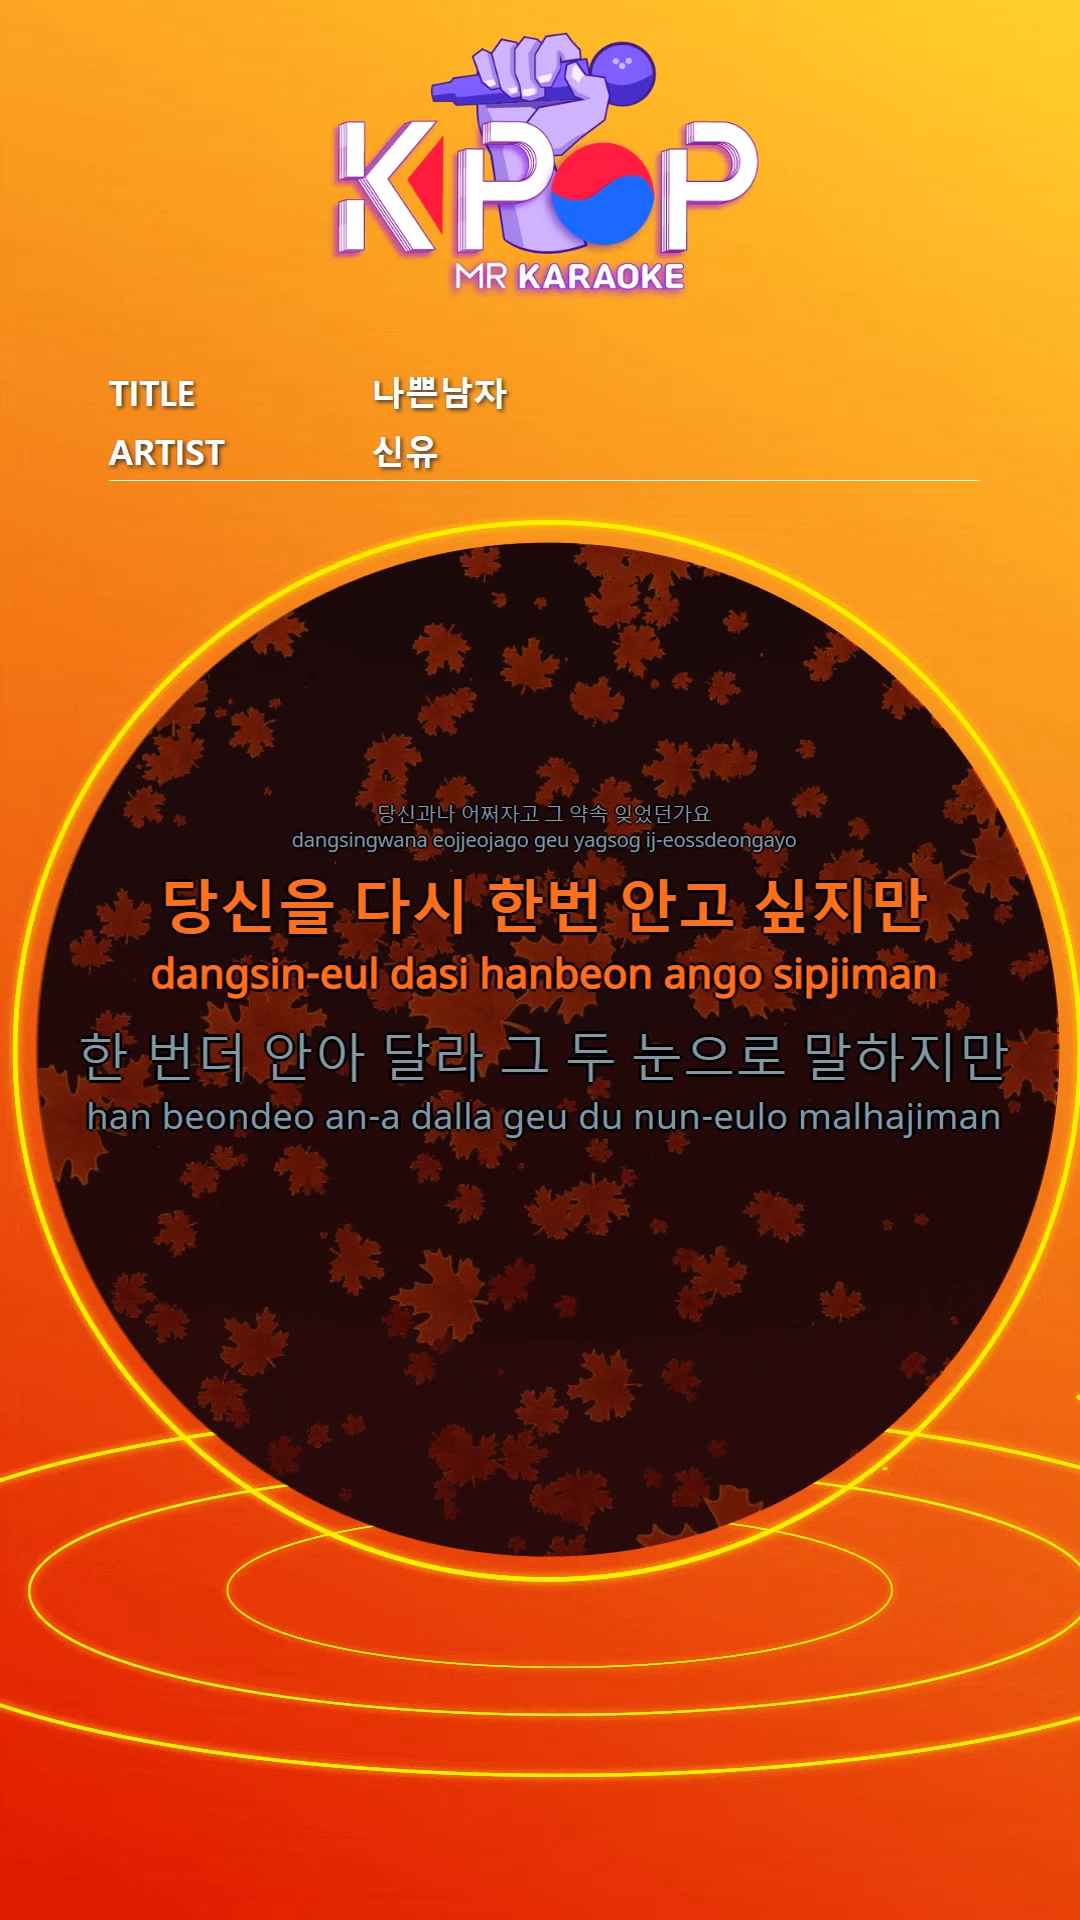 KPOP
MR KARAOKE
TITLE 나쁜남자
ARTIST 신유
당신과나 어쩌자고 그 약속 잊었던가요
dangsingwana eojjeojago geu yagsog ij-eossdeongayo
당신을 다시 한번 안고 싶지만
dangsin-eul dasi hanbeon ango sipjiman
한 번더 안아 달라 그 두 눈으로 말하지만
han beondeo an-a dalla geu du nun-eulo malhajiman